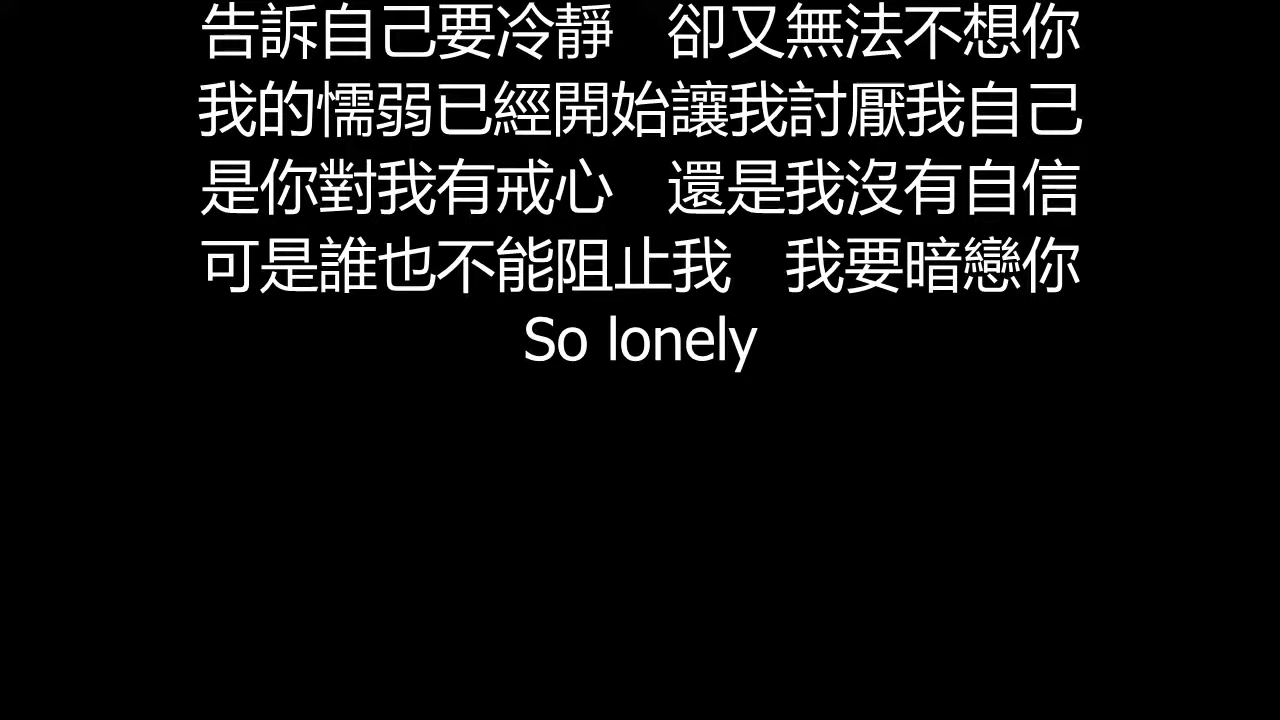 告訴自己要冷靜　卻又無法不想你
我的懦弱已經開始讓我討厭我自己
是你對我有戒心　還是我沒有自信
可是誰也不能阻止我　我要暗戀你
So lonely